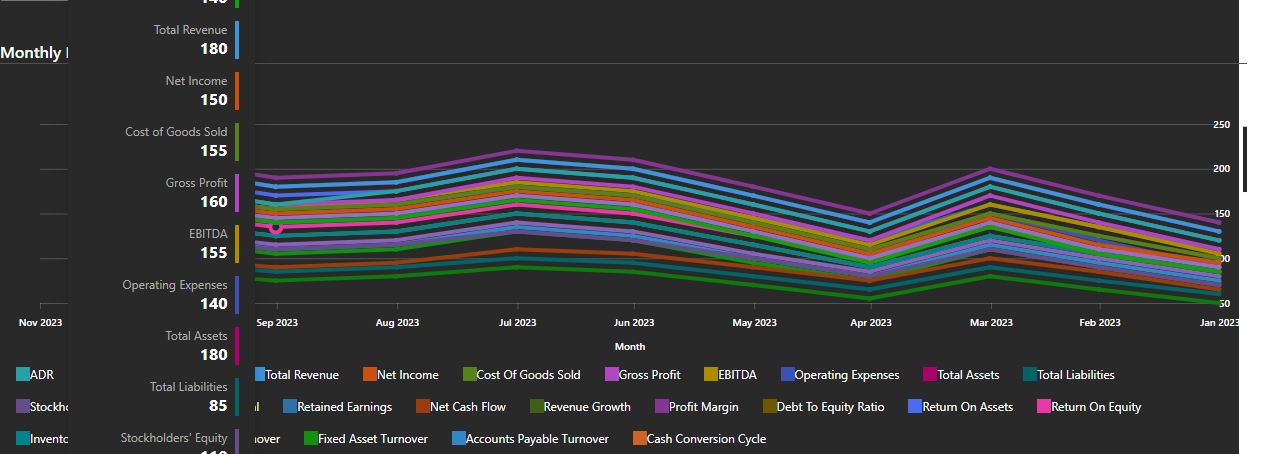 140
Total Revenue
180
Monthly
Net Income
150
Cost of Goods Sold
155
Gross Profit
160
EBITDA
155
Operating Expenses
140
Total Assets
180
Total Liabilities
85
Stockholders' Equity
250
200
150
50
Nov 2023
Sep 2023
Aug 2023
Jul 2023
Jun 2023
May 2023
Apr 2023
Mar 2023
Feb 2023
Jan 2023
Month
ADR
Total Revenue
Net Income
Cost Of Goods Sold
Gross Profit
EBITDA
Operating Expenses
Total Assets
Total Liabilities
Retained Earnings
Net Cash Flow
Revenue Growth
Profit Margin
Debt To Equity Ratio
Return On Assets
Return On Equity
Fixed Asset Turnover
Accounts Payable Turnover
Cash Conversion Cycle